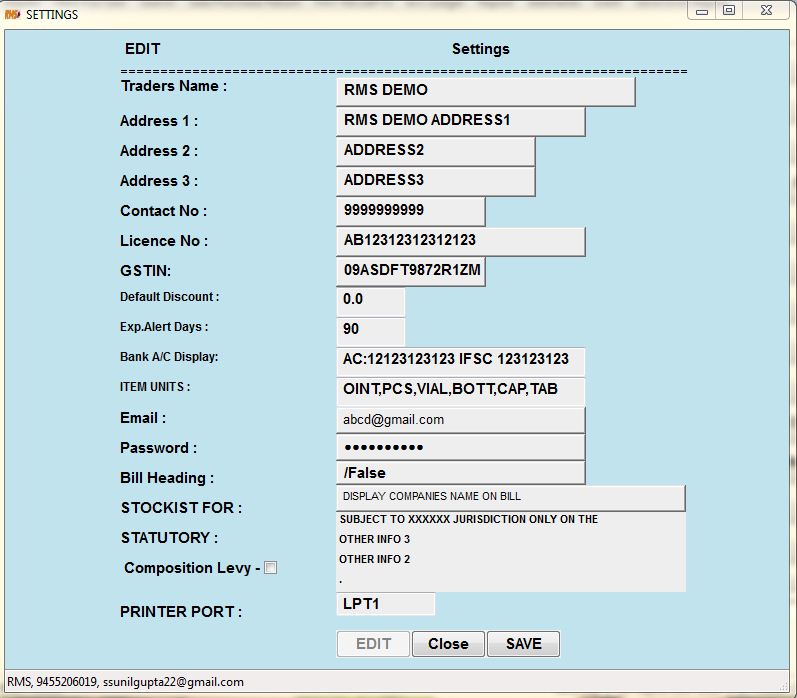 RMS SETTINGS
EDIT Settings
=======================================================================
Traders Name : RMS DEMO
Address 1 : RMS DEMO ADDRESS1
Address 2 : ADDRESS2
Address 3 : ADDRESS3
Contact No : 9999999999
Licence No : AB12312312312123
GSTIN: 09ASDFT9872R1ZM
Default Discount : 0.0
Exp.Alert Days : 90
Bank A/C Display: AC:12123123123 IFSC 123123123
ITEM UNITS : OINT,PCS,VIAL,BOTT,CAP,TAB
Email : abcd@gmail.com
Password : ●●●●●●●●●●
Bill Heading : /False
STOCKIST FOR : DISPLAY COMPANIES NAME ON BILL
SUBJECT TO XXXXXX JURISDICTION ONLY ON THE
STATUTORY : OTHER INFO 3
OTHER INFO 2
Composition Levy -
.
PRINTER PORT : LPT1
EDIT Close SAVE
RMS, 9455206019, ssunilgupta22@gmail.com